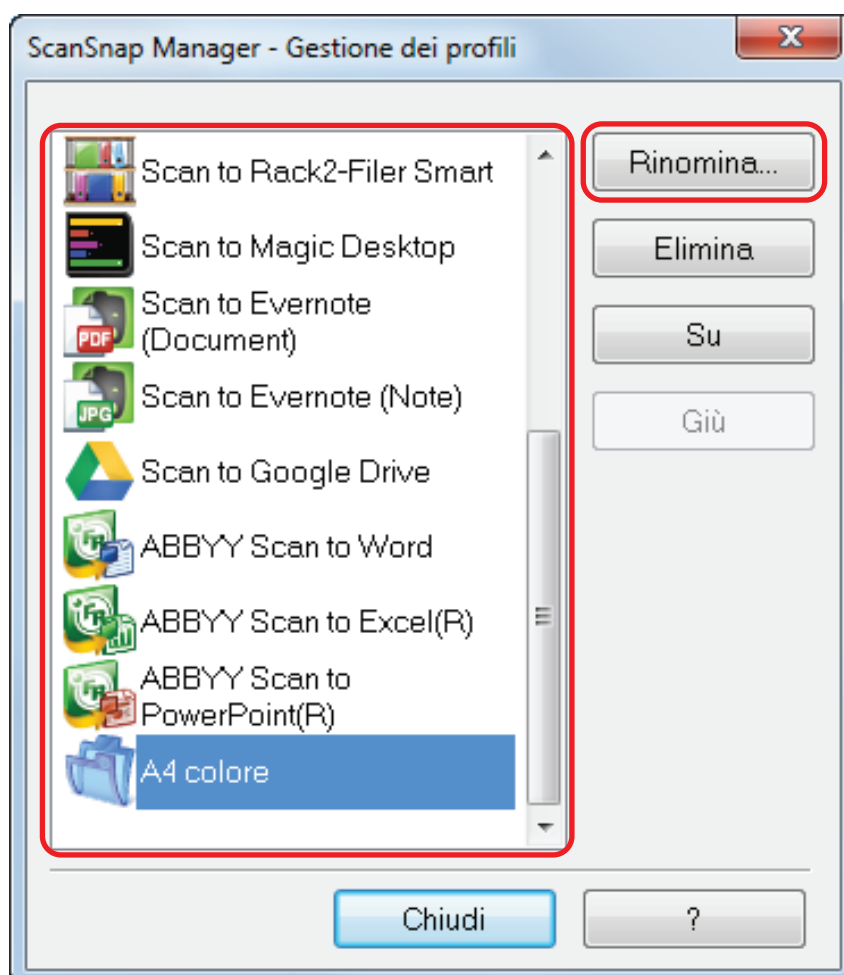 ScanSnap Manager - Gestione dei profili
Scan to Rack2-Filer Smart
Scan to Magic Desktop
Scan to Evernote
(Document)
PDF
Scan to Evernote (Note)
JPG
Scan to Google Drive
ABBYY Scan to Word
ABBYY Scan to Excel(R)
ABBYY Scan to
PowerPoint(R)
A4 colore
Rinomina...
Elimina
Su
Giù
Chiudi
?